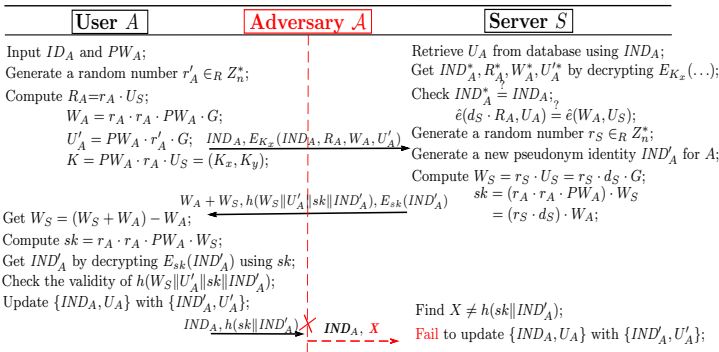 User A
Adversary 𝒜
Server S
Input ID_A and PW_A;
Generate a random number r'_A ∈_R Z*_n;
Compute R_A=r_A · U_S;
W_A = r_A · r_A · PW_A · G;
U'_A = PW_A · r'_A · G;
K = PW_A · r_A · U_S = (K_x, K_y);
IND_A, E_{K_x}(IND_A, R_A, W_A, U'_A)
Retrieve U_A from database using IND_A;
Get IND*_A, R*_A, W*_A, U'*_A by decrypting E_{K_x}(...);
Check IND*_A ≟ IND_A;
ê(d_S · R_A, U_A) ≟ ê(W_A, U_S);
Generate a random number r_S ∈_R Z*_n;
Generate a new pseudonym identity IND'_A for A;
Compute W_S = r_S · U_S = r_S · d_S · G;
sk = (r_A · r_A · PW_A) · W_S
= (r_S · d_S) · W_A;
W_A + W_S, h(W_S‖U'_A‖sk‖IND'_A), E_{sk}(IND'_A)
Get W_S = (W_S + W_A) − W_A;
Compute sk = r_A · r_A · PW_A · W_S;
Get IND'_A by decrypting E_{sk}(IND'_A) using sk;
Check the validity of h(W_S‖U'_A‖sk‖IND'_A);
Update {IND_A, U_A} with {IND'_A, U'_A};
IND_A, h(sk‖IND'_A)
IND_A, X
Find X ≠ h(sk‖IND'_A);
Fail to update {IND_A, U_A} with {IND'_A, U'_A};